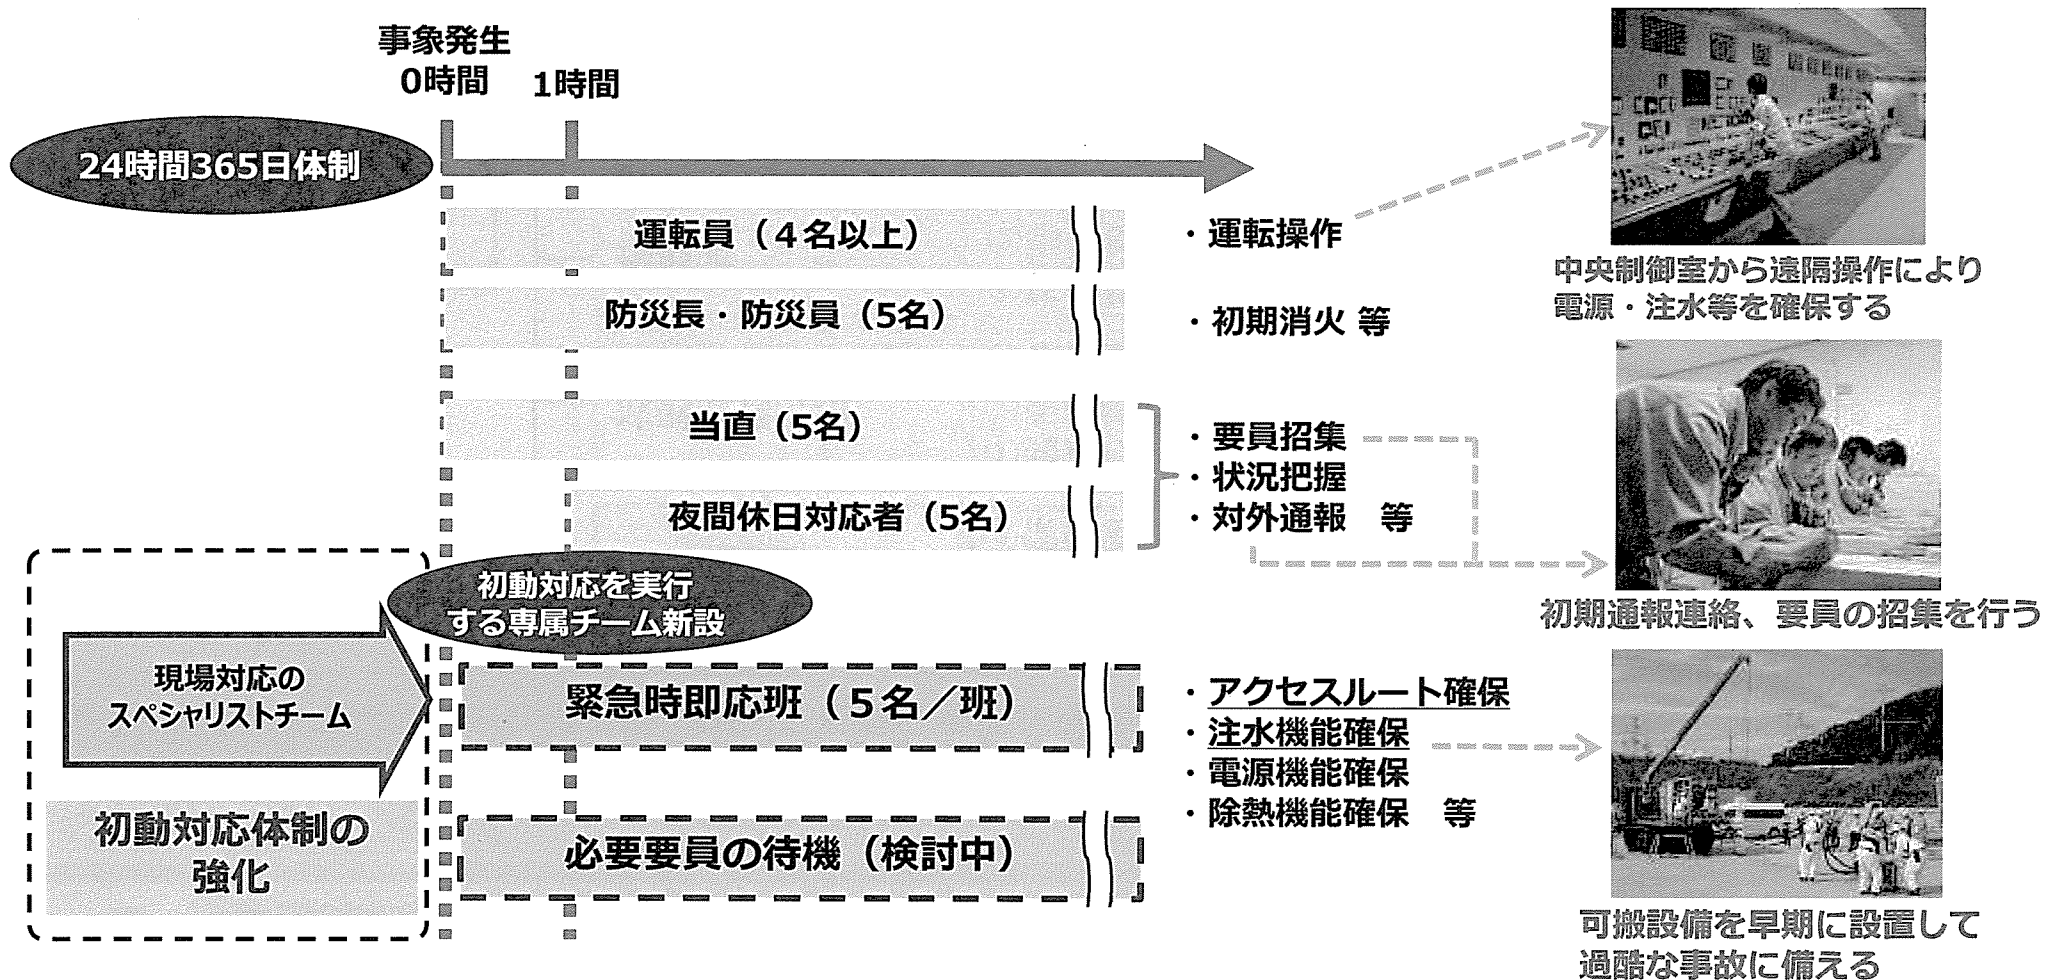 事象発生
0時間
1時間
24時間365日体制
運転員（４名以上）
・運転操作
中央制御室から遠隔操作により
電源・注水等を確保する
防災長・防災員（5名）
・初期消火 等
当直（5名）
夜間休日対応者（5名）
・要員招集
・状況把握
・対外通報　等
初期通報連絡、要員の招集を行う
初動対応を実行
する専属チーム新設
現場対応の
スペシャリストチーム
緊急時即応班（５名／班）
・アクセスルート確保
・注水機能確保
・電源機能確保
・除熱機能確保　等
初動対応体制の
強化
必要要員の待機（検討中）
可搬設備を早期に設置して
過酷な事故に備える